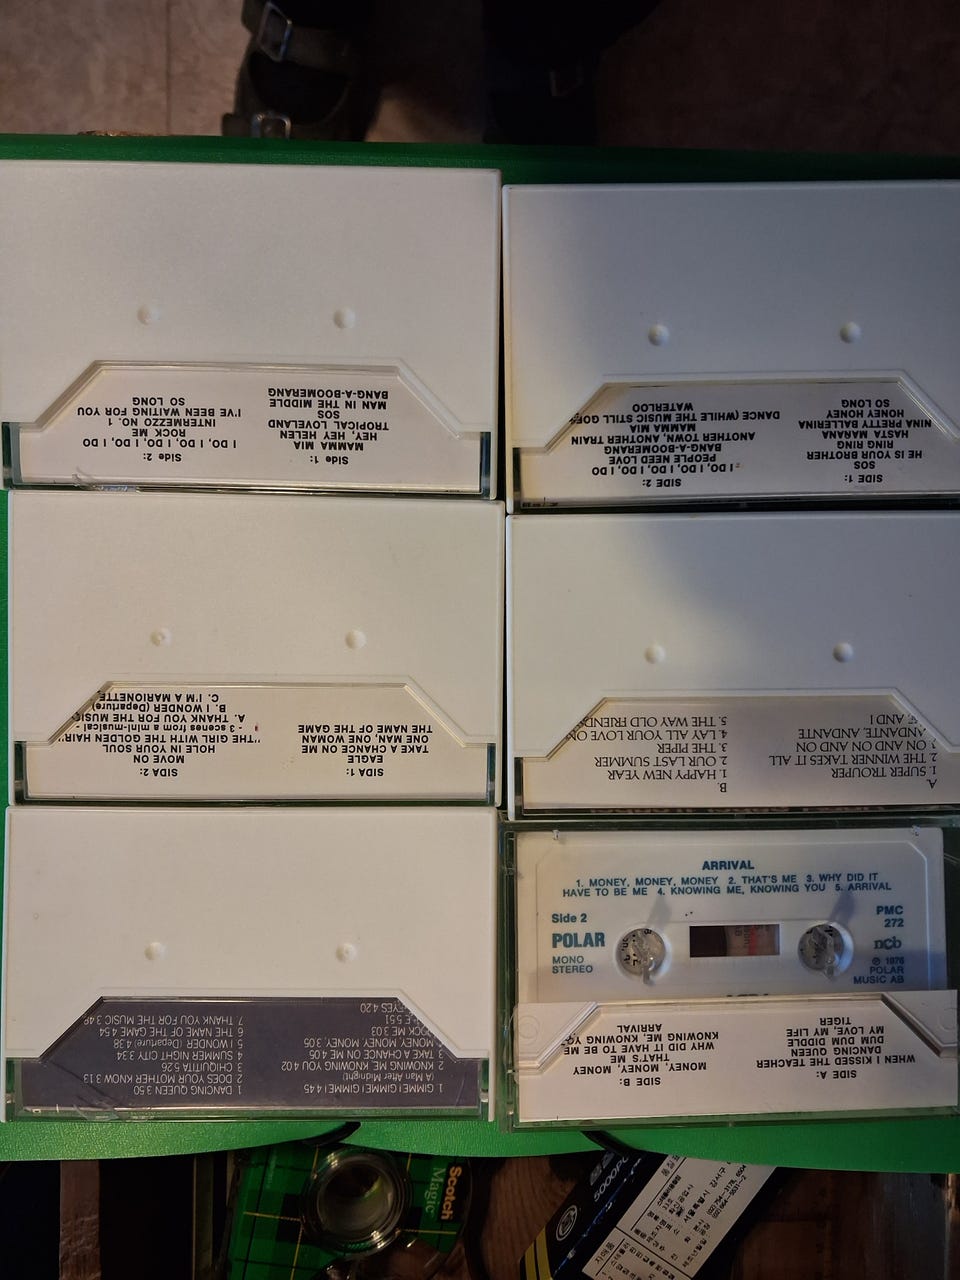 Side 1:
MAMMA MIA
HEY, HEY HELEN
TROPICAL LOVELAND
SOS
MAN IN THE MIDDLE
BANG-A-BOOMERANG
Side 2:
I DO, I DO, I DO, I DO, I DO
ROCK ME
INTERMEZZO NO. 1
I'VE BEEN WAITING FOR YOU
SO LONG
SIDE 1:
SOS
HE IS YOUR BROTHER
RING RING
HASTA MANANA
NINA PRETTY BALLERINA
HONEY HONEY
SO LONG
SIDE 2:
I DO, I DO, I DO, I DO, I DO
PEOPLE NEED LOVE
BANG-A-BOOMERANG
ANOTHER TOWN, ANOTHER TRAIN
MAMMA MIA
DANCE (WHILE THE MUSIC STILL GOES
WATERLOO
SIDA 1:
EAGLE
TAKE A CHANCE ON ME
ONE MAN, ONE WOMAN
THE NAME OF THE GAME
SIDA 2:
MOVE ON
HOLE IN YOUR SOUL
"THE GIRL WITH THE GOLDEN HAIR"
- 3 scenes from a mini-musical -
A. THANK YOU FOR THE MUSIC
B. I WONDER (Departure)
C. I'M A MARIONETTE
A.
1. SUPER TROUPER
2. THE WINNER TAKES IT ALL
ON AND ON AND ON
ANDANTE, ANDANTE
ME AND I
B.
1. HAPPY NEW YEAR
2. OUR LAST SUMMER
3. THE PIPER
4. LAY ALL YOUR LOVE ON
5. THE WAY OLD FRIENDS
1 GIMME! GIMME! GIMME! 4.45
(A Man After Midnight)
2 KNOWING ME KNOWING YOU 4.02
3 TAKE A CHANCE ON ME 4.05
MONEY MONEY MONEY 3.05
ROCK ME 3.03
5.51
EYES 4.20
1 DANCING QUEEN 3.50
2 DOES YOUR MOTHER KNOW 3.13
3 CHIQUITITA 5.26
4 SUMMER NIGHT CITY 3.34
5 I WONDER (Departure) 4.38
6 THE NAME OF THE GAME 4.54
7 THANK YOU FOR THE MUSIC 3.48
ARRIVAL
1. MONEY, MONEY, MONEY 2. THAT'S ME 3. WHY DID IT
HAVE TO BE ME 4. KNOWING ME, KNOWING YOU 5. ARRIVAL
Side 2
POLAR
MONO
STEREO
PMC
272
ncb
℗ 1976
POLAR
MUSIC AB
SIDE A:
WHEN I KISSED THE TEACHER
DANCING QUEEN
DUM DUM DIDDLE
MY LOVE, MY LIFE
TIGER
SIDE B:
MONEY, MONEY, MONEY
THAT'S ME
WHY DID IT HAVE TO BE ME
KNOWING ME, KNOWING YO
ARRIVAL
Scotch
Magic